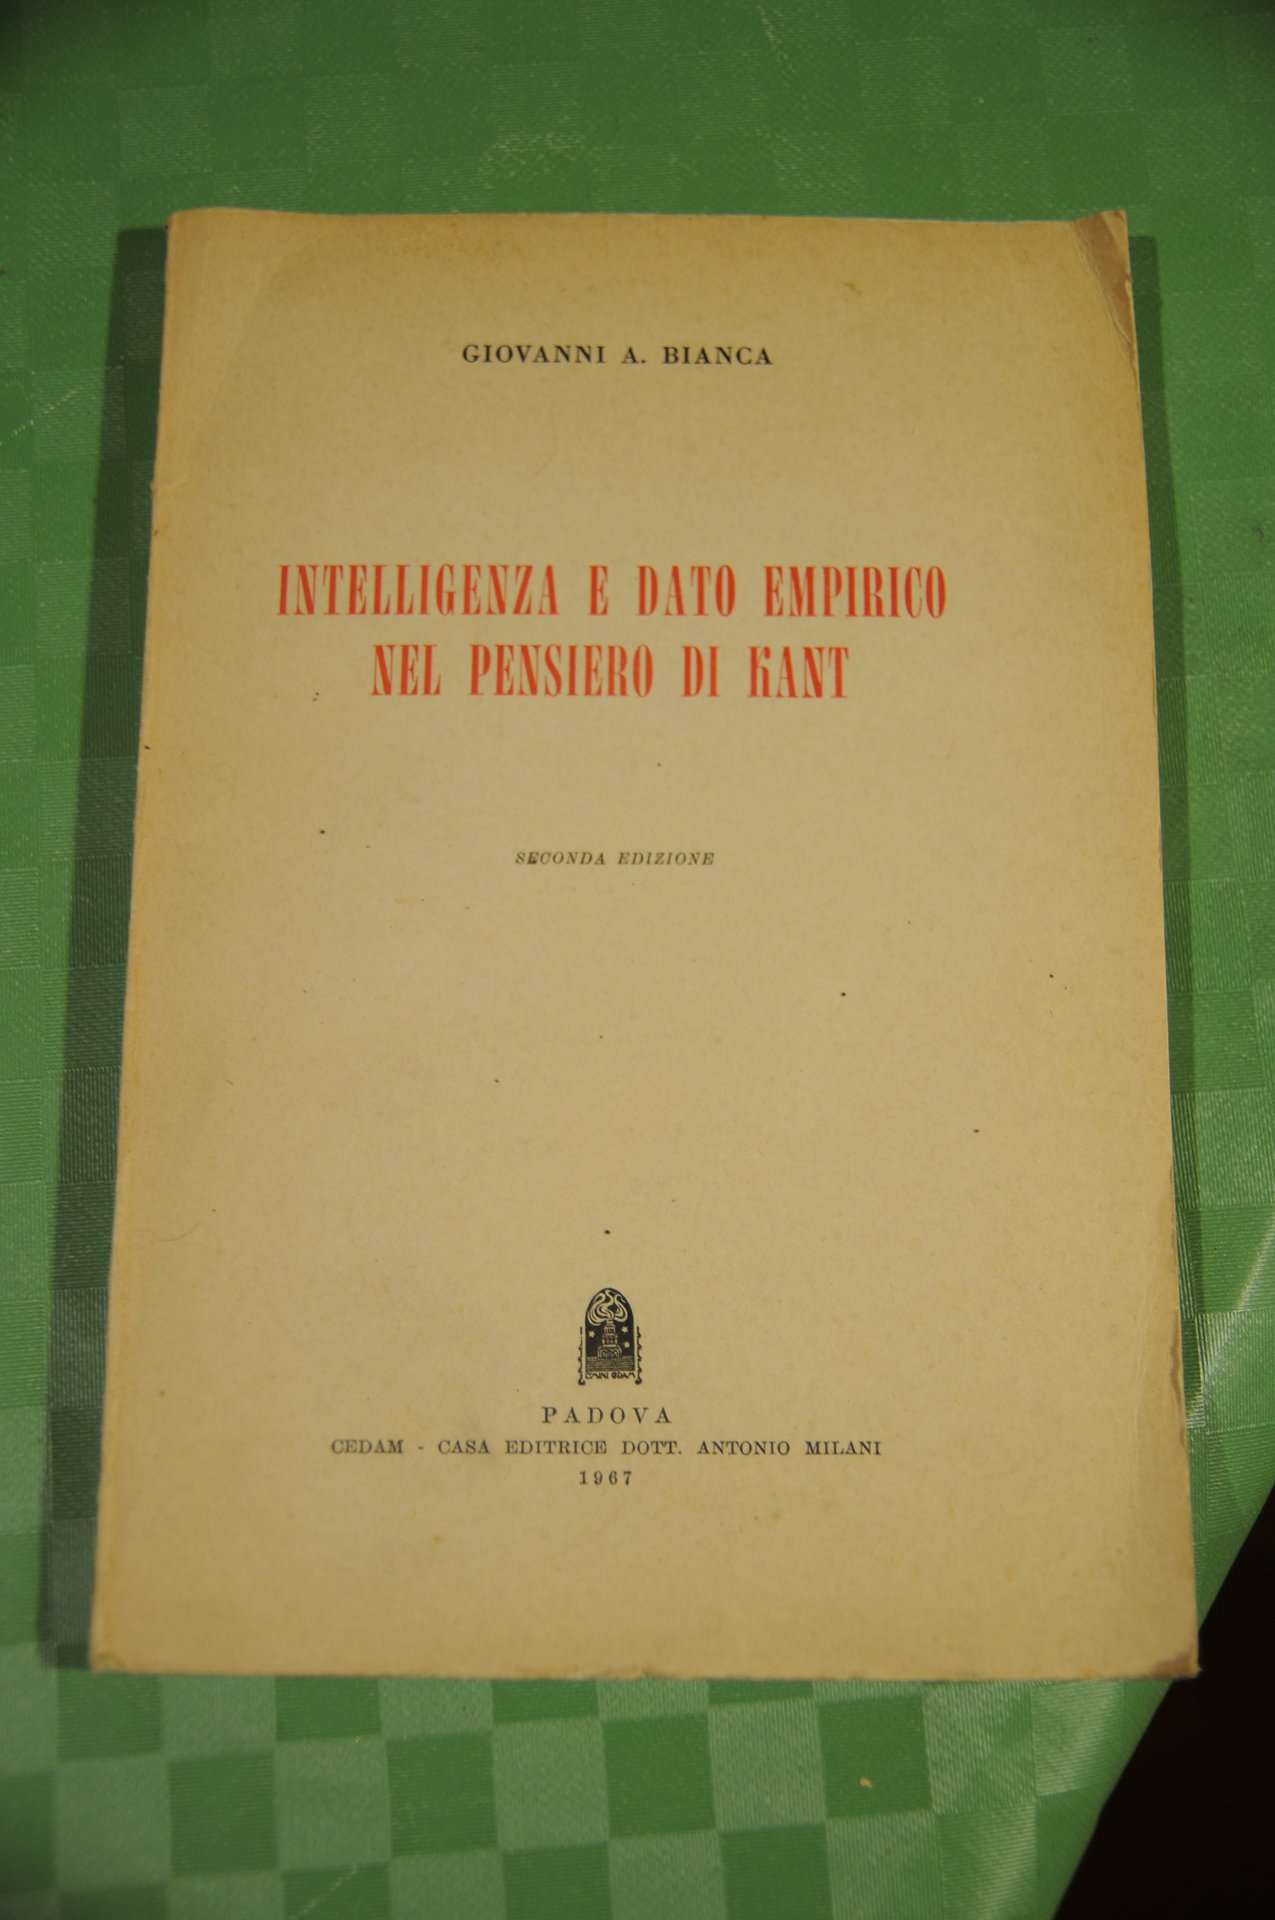 GIOVANNI A. BIANCA
INTELLIGENZA E DATO EMPIRICO
NEL PENSIERO DI KANT
SECONDA EDIZIONE
PADOVA
CEDAM - CASA EDITRICE DOTT. ANTONIO MILANI
1967